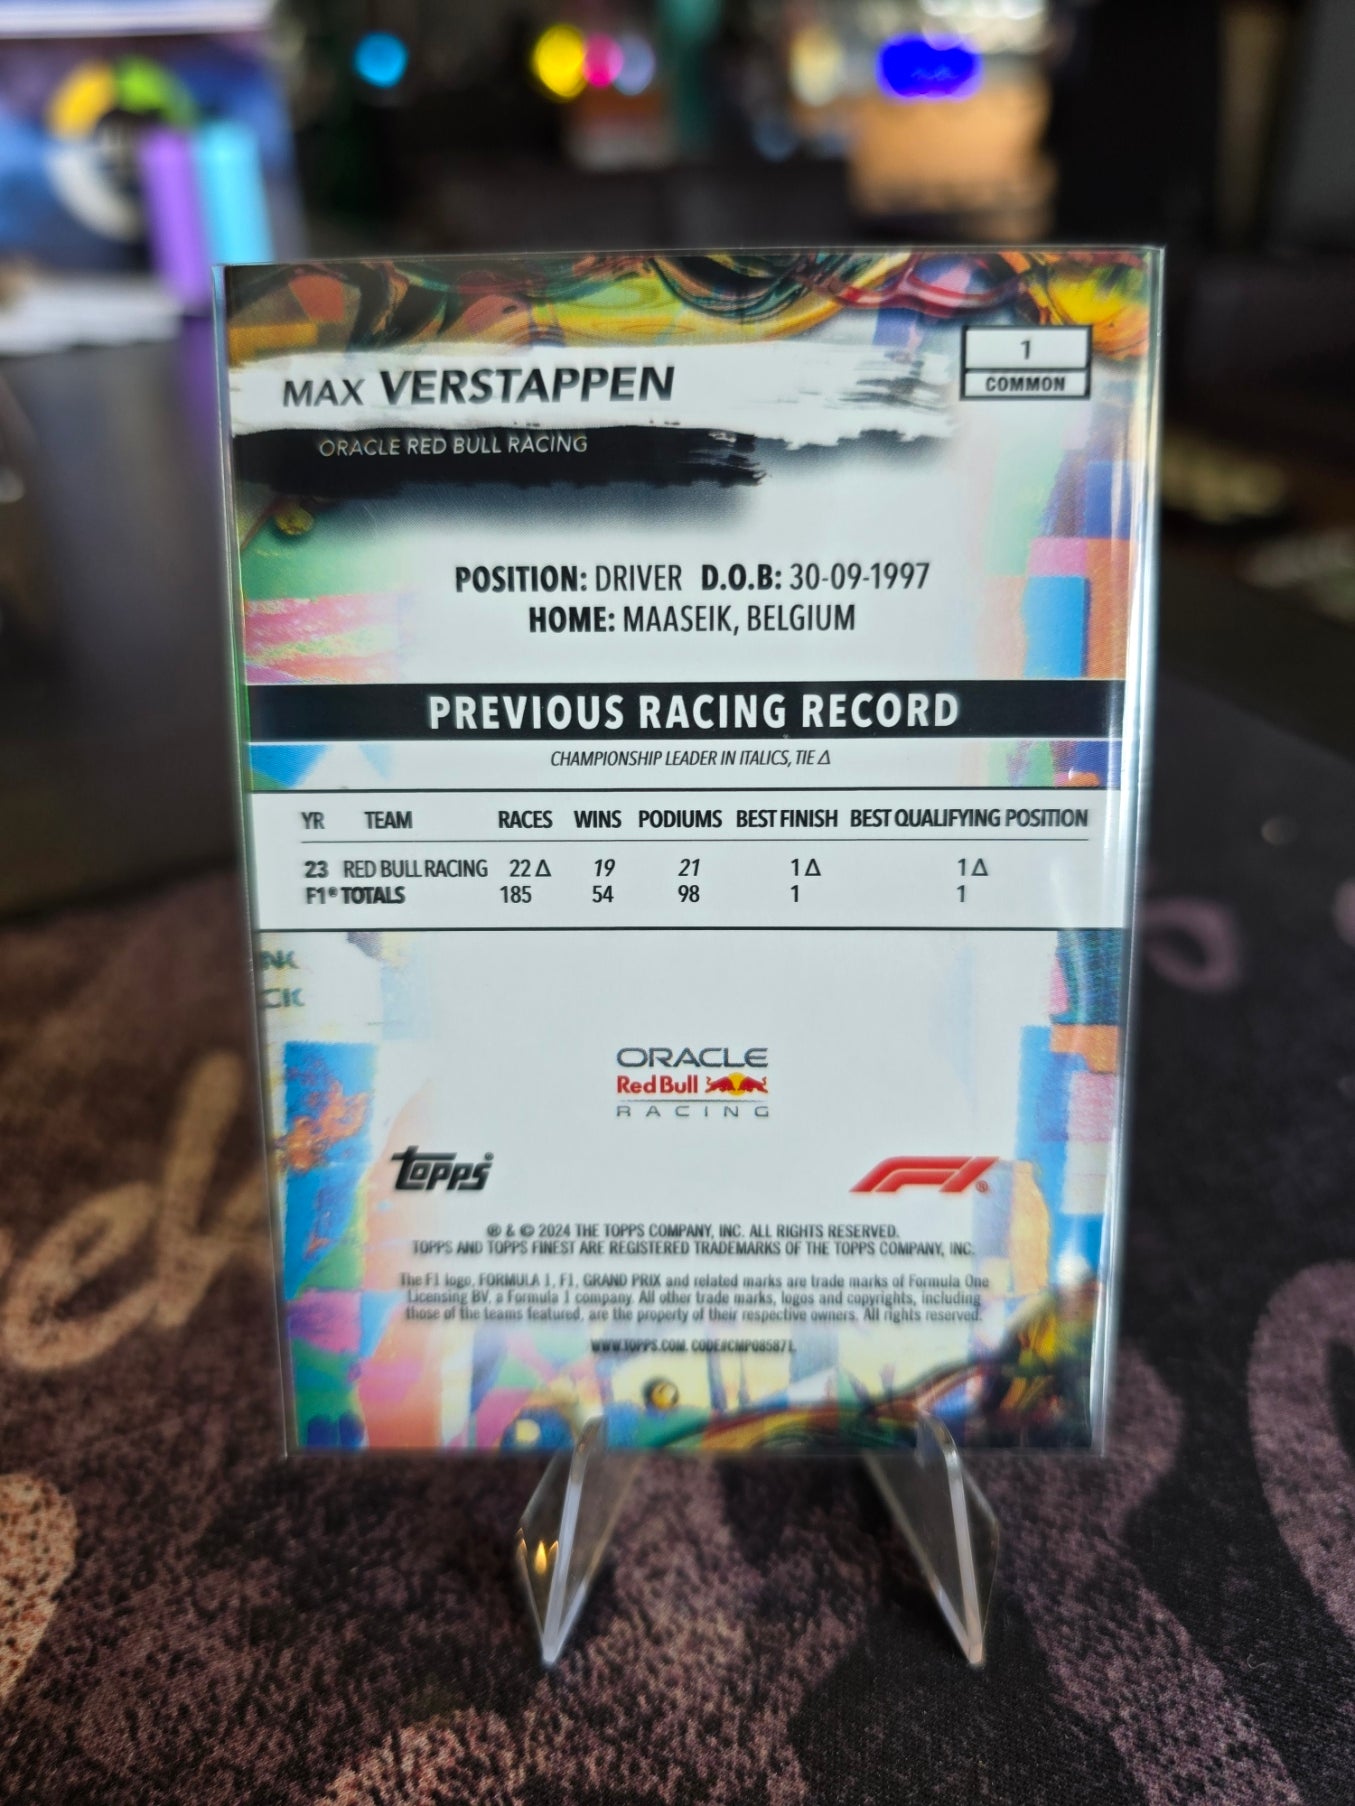 1
COMMON
MAX VERSTAPPEN
ORACLE RED BULL RACING
POSITION: DRIVER D.O.B: 30-09-1997
HOME: MAASEIK, BELGIUM
PREVIOUS RACING RECORD
CHAMPIONSHIP LEADER IN ITALICS, TIE Δ
YR TEAM RACES WINS PODIUMS BEST FINISH BEST QUALIFYING POSITION
23 RED BULL RACING 22 Δ 19 21 1 Δ 1 Δ
F1® TOTALS 185 54 98 1 1
NK
CK
ORACLE
Red Bull
RACING
topps
F1®
® & © 2024 THE TOPPS COMPANY, INC. ALL RIGHTS RESERVED.
TOPPS AND TOPPS FINEST ARE REGISTERED TRADEMARKS OF THE TOPPS COMPANY, INC.
The F1 logo, FORMULA 1, F1, GRAND PRIX and related marks are trade marks of Formula One
Licensing BV, a Formula 1 company. All other trade marks, logos and copyrights, including
those of the teams featured, are the property of their respective owners. All rights reserved.
WWW.TOPPS.COM. CODE#CMP085871.